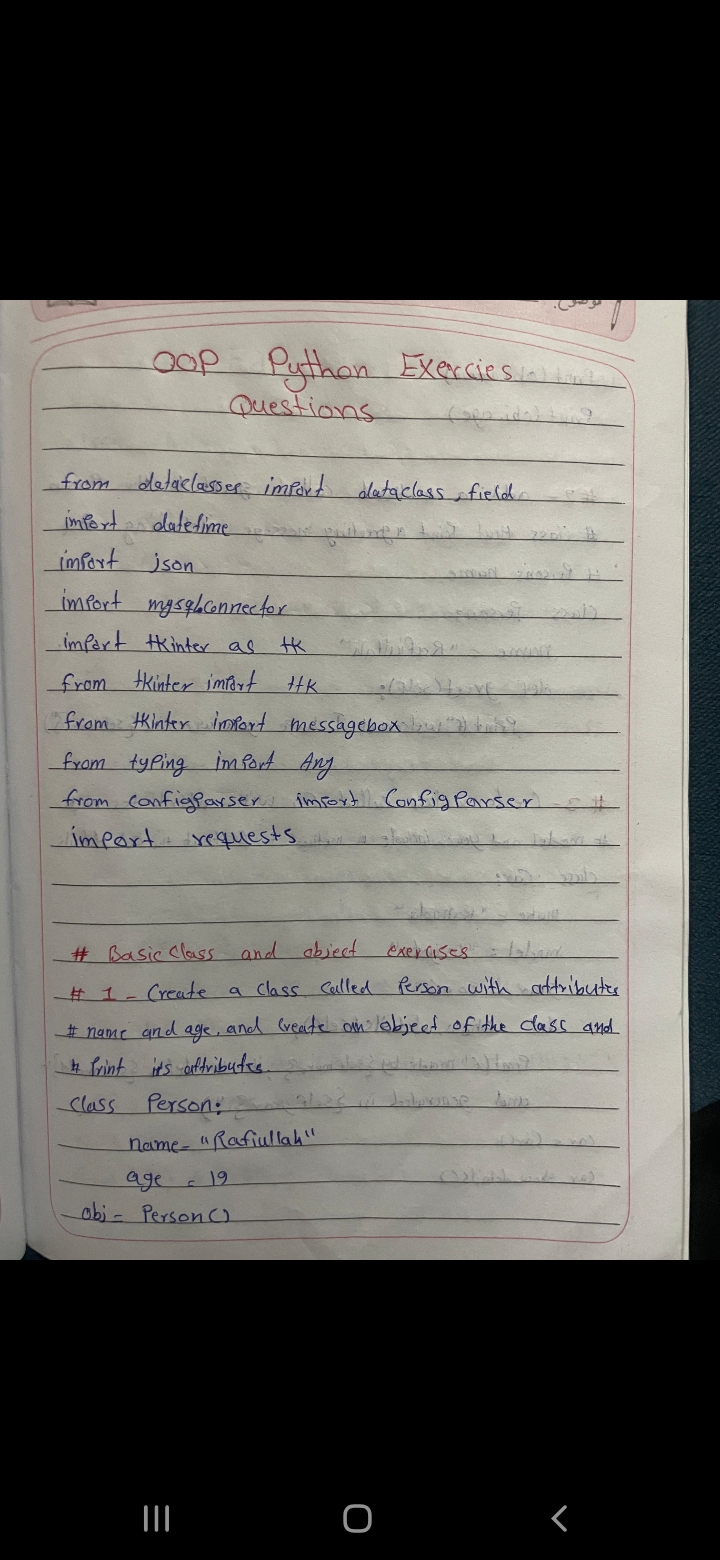 موضوع:
OOP Python Exercies
Questions
from dataclasses import dataclass, field
import datetime
import json
import mysql.connector
import tkinter as tk
from tkinter import ttk
from tkinter import messagebox
from typing import Any
from configParser import ConfigParser
import requests
# Basic Class and object exercises
# 1 - Create a class called Person with attributes
# name and age, and create an object of the class and
# Print its attributes.
class Person:
name = "Rafiullah"
age = 19
obj = Person()